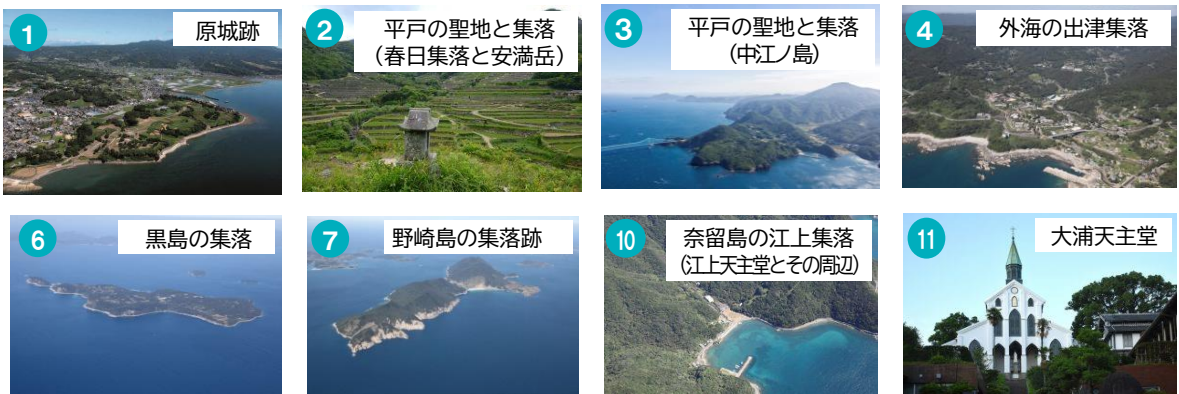 1
原城跡
2
平戸の聖地と集落
(春日集落と安満岳)
3
平戸の聖地と集落
(中江ノ島)
4
外海の出津集落
6
黒島の集落
7
野崎島の集落跡
10
奈留島の江上集落
(江上天主堂とその周辺)
11
大浦天主堂